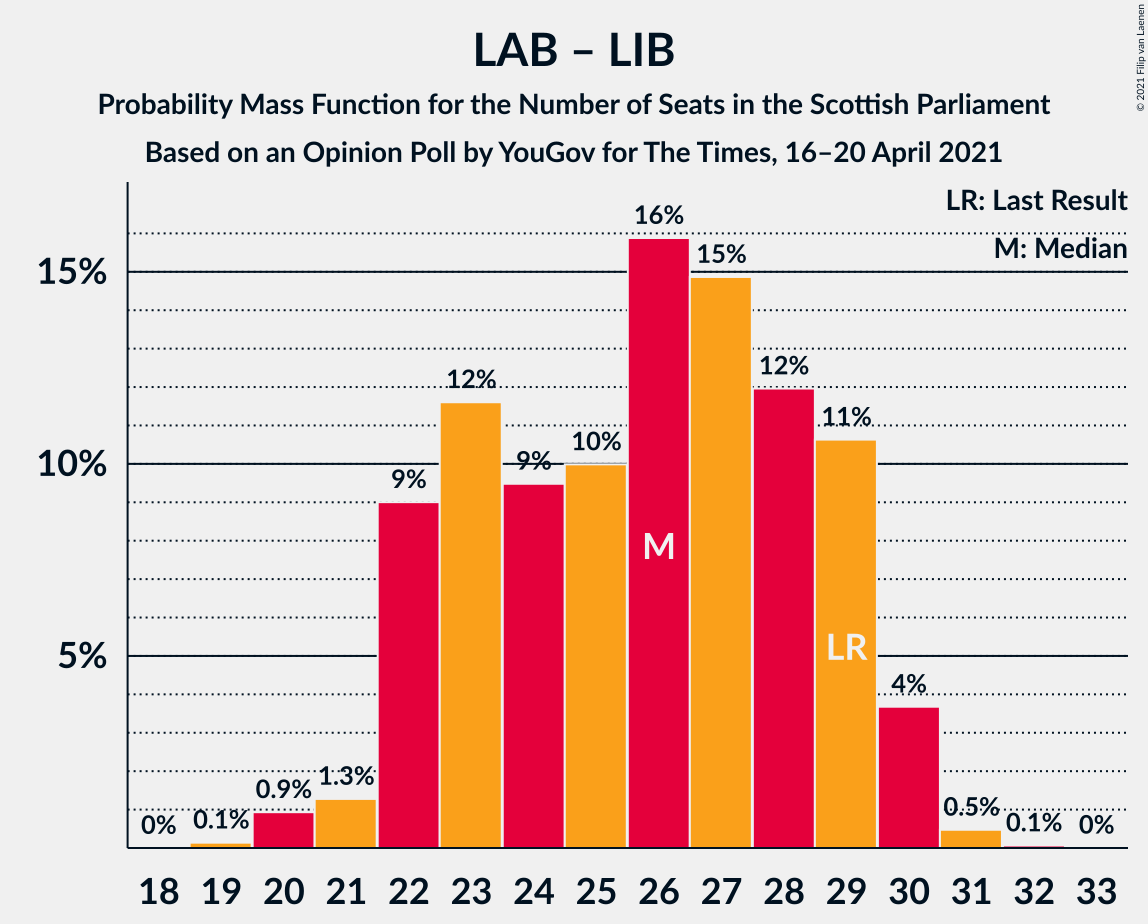 LAB – LIB
Probability Mass Function for the Number of Seats in the Scottish Parliament
Based on an Opinion Poll by YouGov for The Times, 16–20 April 2021
© 2021 Filip van Laenen
LR: Last Result
M: Median
15%
10%
5%
0%
0.1%
0.9%
1.3%
9%
12%
9%
10%
16%
15%
12%
11%
4%
0.5%
0.1%
0%
M
LR
18 19 20 21 22 23 24 25 26 27 28 29 30 31 32 33